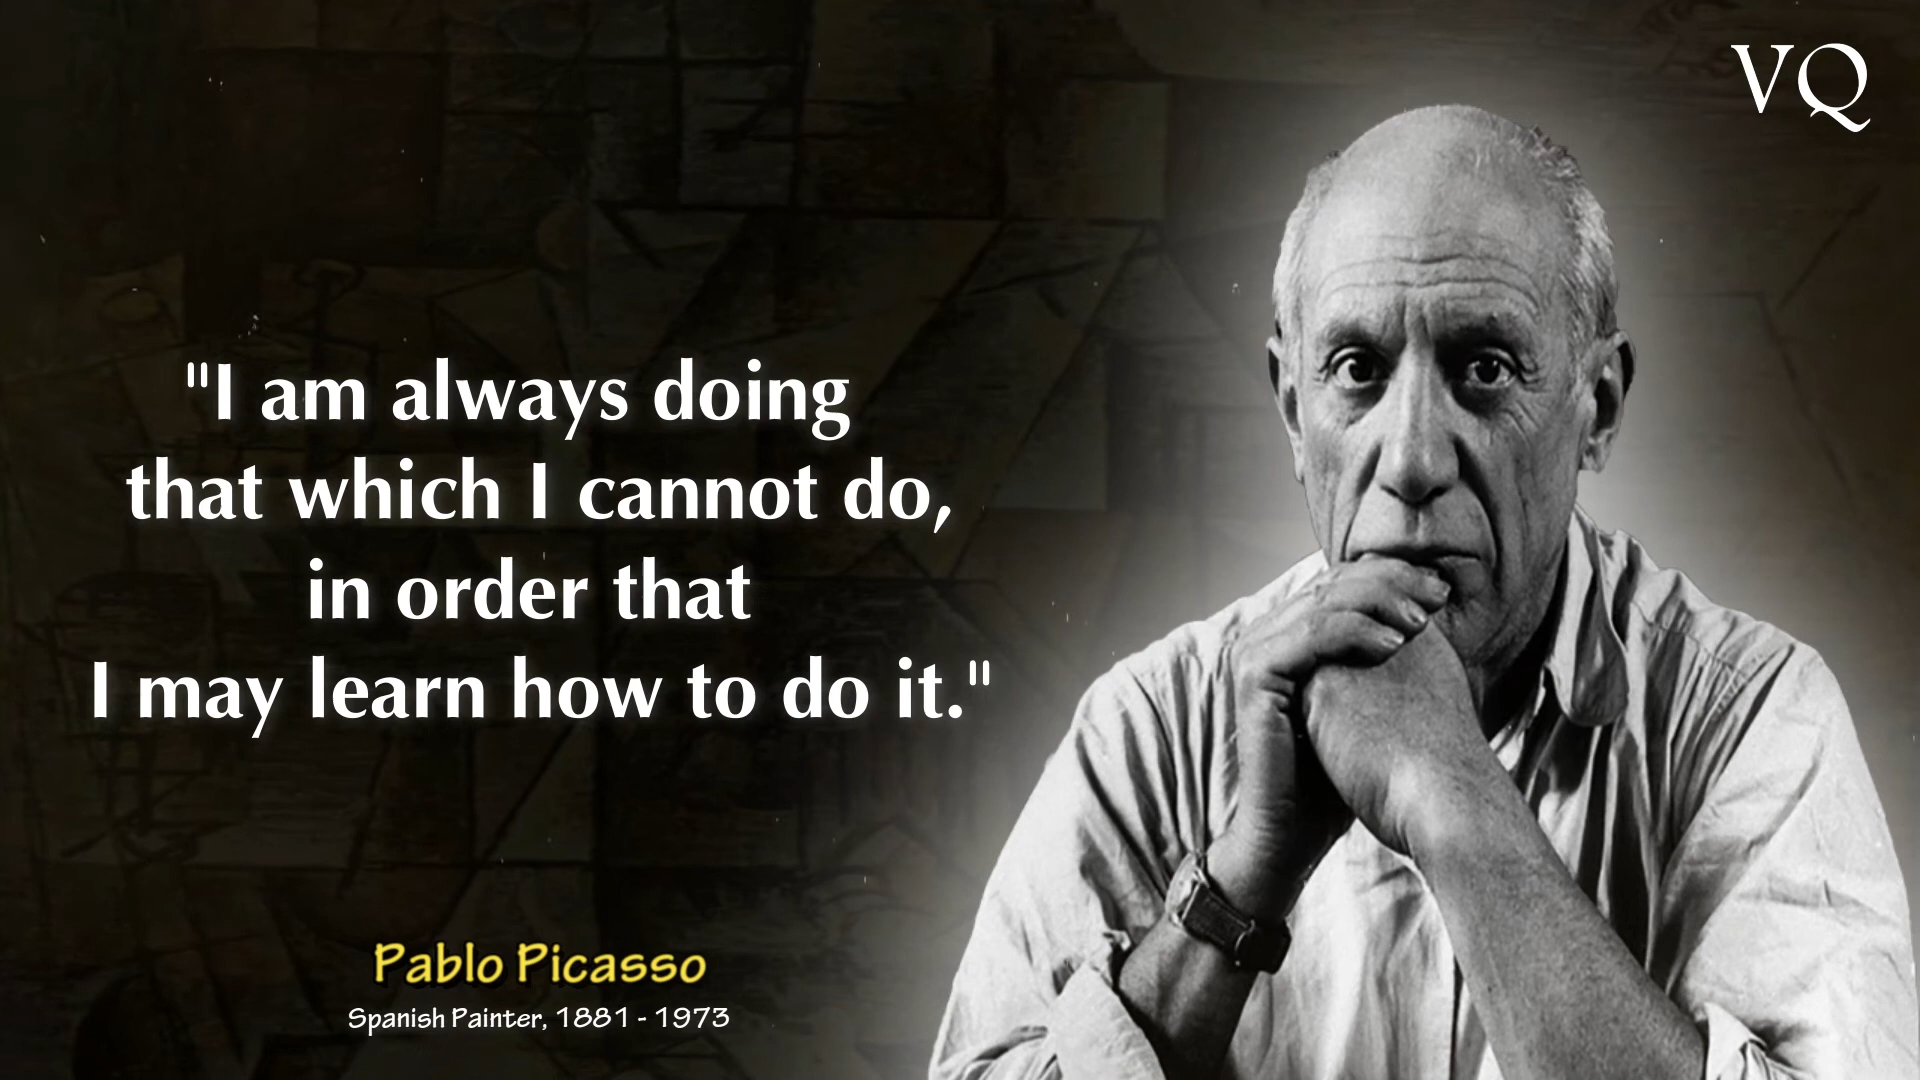 VQ
"I am always doing
that which I cannot do,
in order that
I may learn how to do it."
Pablo Picasso
Spanish Painter, 1881 - 1973